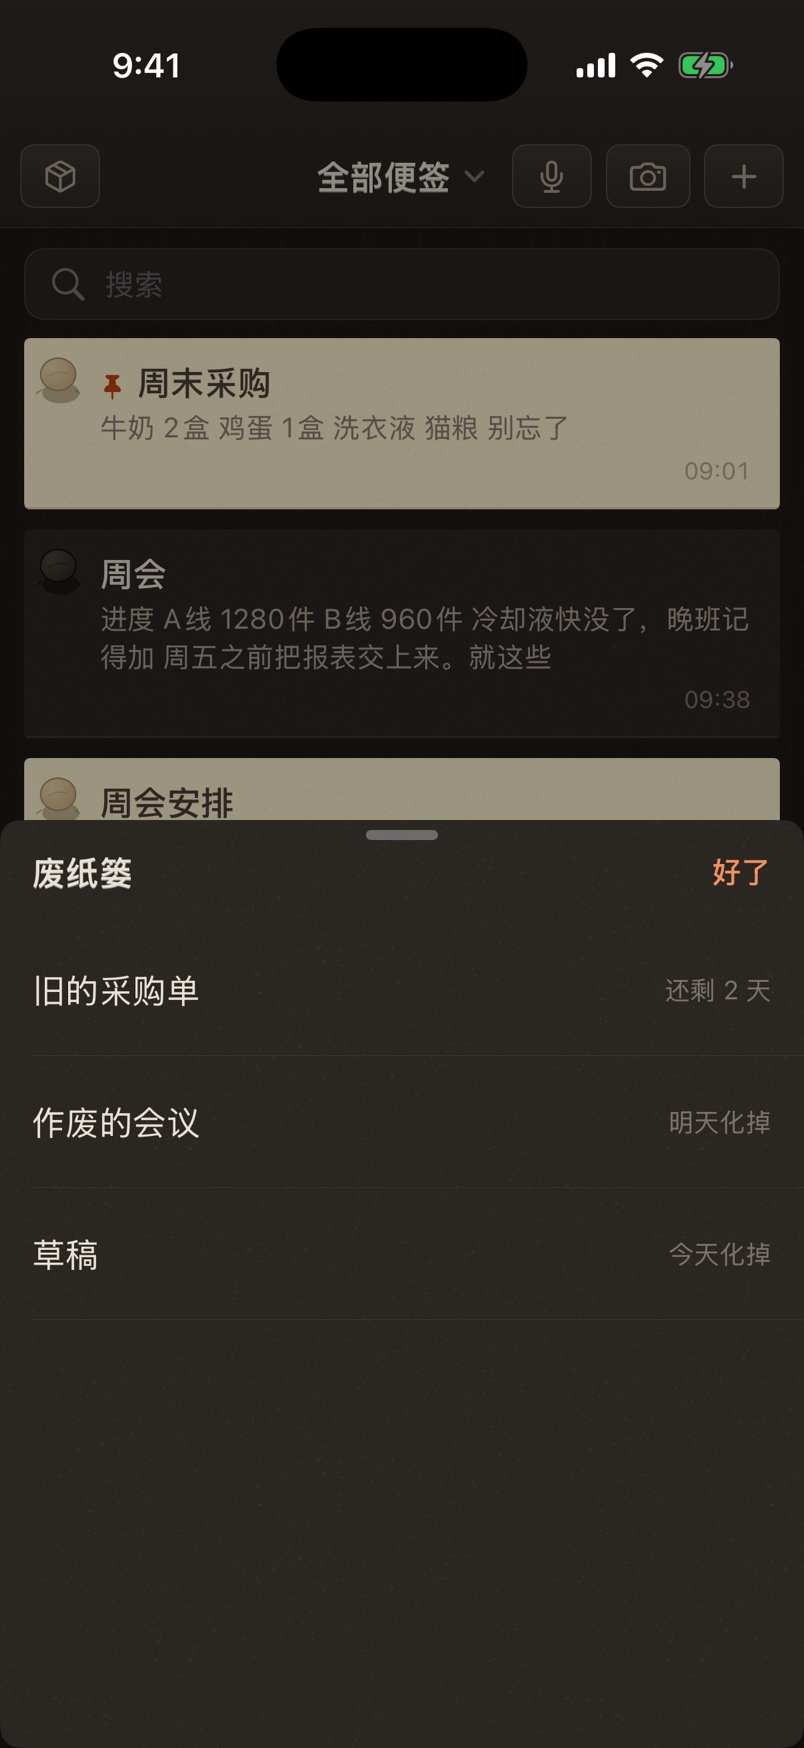 9:41
全部便签
搜索
周末采购
牛奶 2盒 鸡蛋 1盒 洗衣液 猫粮 别忘了
09:01
周会
进度 A线 1280件 B线 960件 冷却液快没了，晚班记
得加 周五之前把报表交上来。就这些
09:38
周会安排
废纸篓
好了
旧的采购单
还剩 2 天
作废的会议
明天化掉
草稿
今天化掉